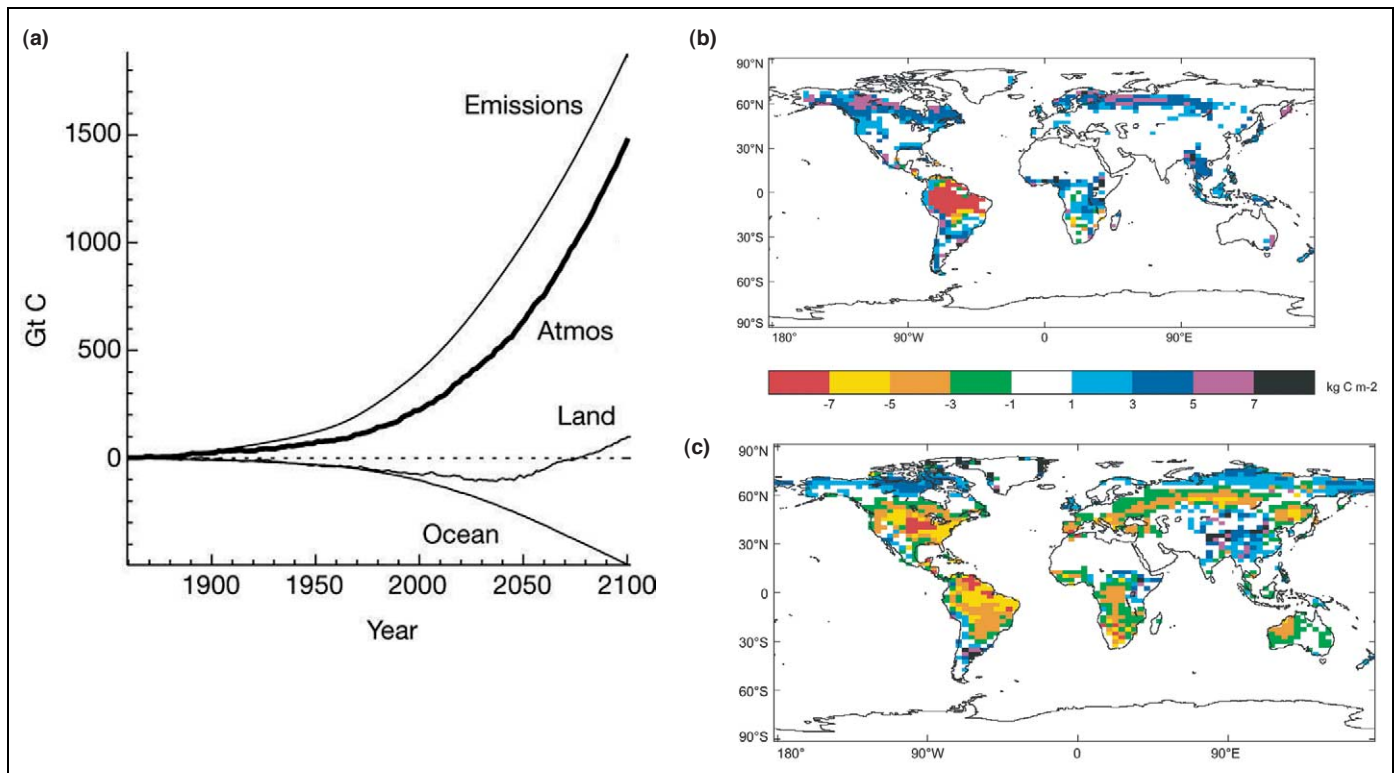 (a)
Emissions
Atmos
Land
Ocean
Gt C
1500
1000
500
0
1900
1950
2000
2050
2100
Year
(b)
90°N
60°N
30°N
0
30°S
60°S
90°S
180°
90°W
0
90°E
kg C m-2
-7
-5
-3
-1
1
3
5
7
(c)
90°N
60°N
30°N
0
30°S
60°S
90°S
180°
90°W
0
90°E